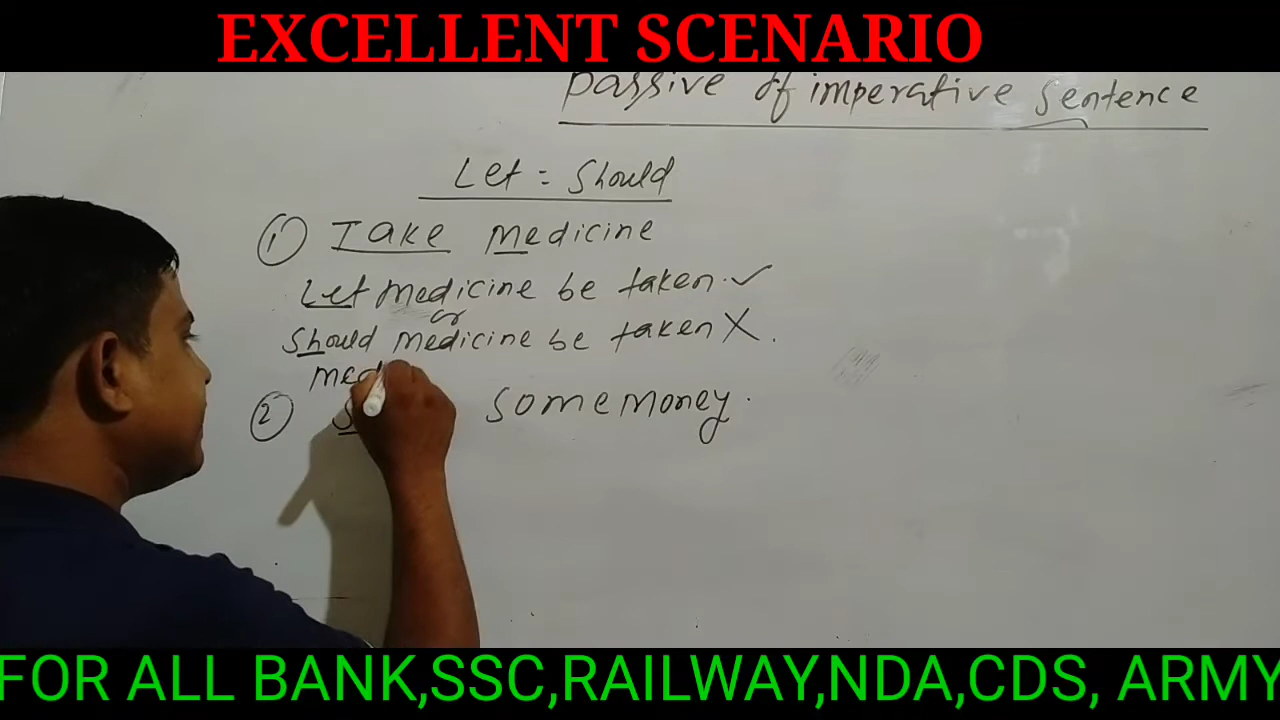 EXCELLENT SCENARIO
Passive of imperative sentence
Let = Should
① Take medicine
Let medicine be taken. ✓
or
Should medicine be taken X.
med
② some money.
FOR ALL BANK,SSC,RAILWAY,NDA,CDS, ARMY